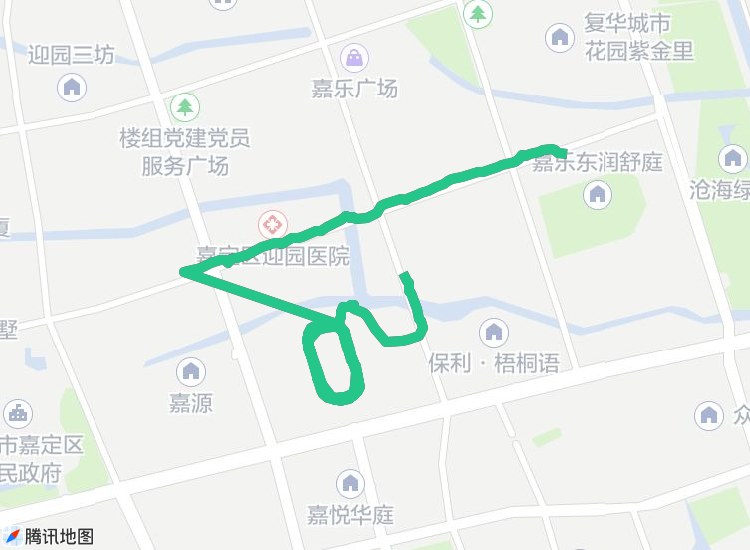 复华城市
花园紫金里
迎园三坊
嘉乐广场
楼组党建党员
服务广场
嘉乐东润舒庭
沧海绿
厦
嘉定区迎园医院
墅
保利·梧桐语
嘉源
众
市嘉定区
民政府
嘉悦华庭
腾讯地图